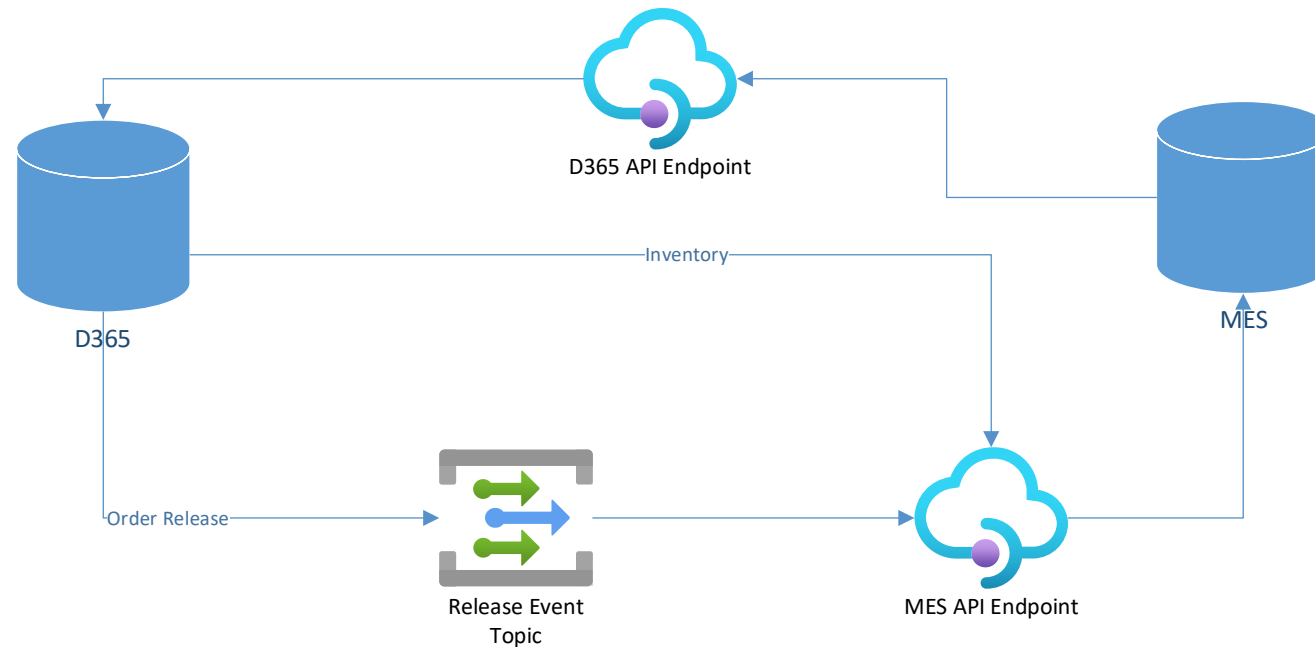 D365 API Endpoint
Inventory
MES
D365
Order Release
Release Event
Topic
MES API Endpoint